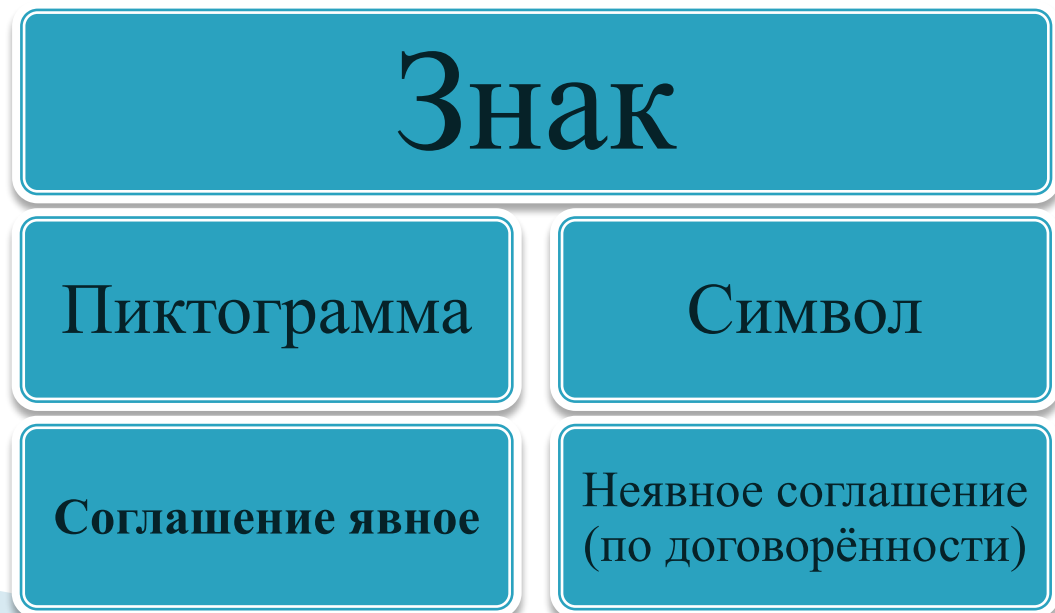 Знак
Пиктограмма
Символ
Соглашение явное
Неявное соглашение
(по договорённости)